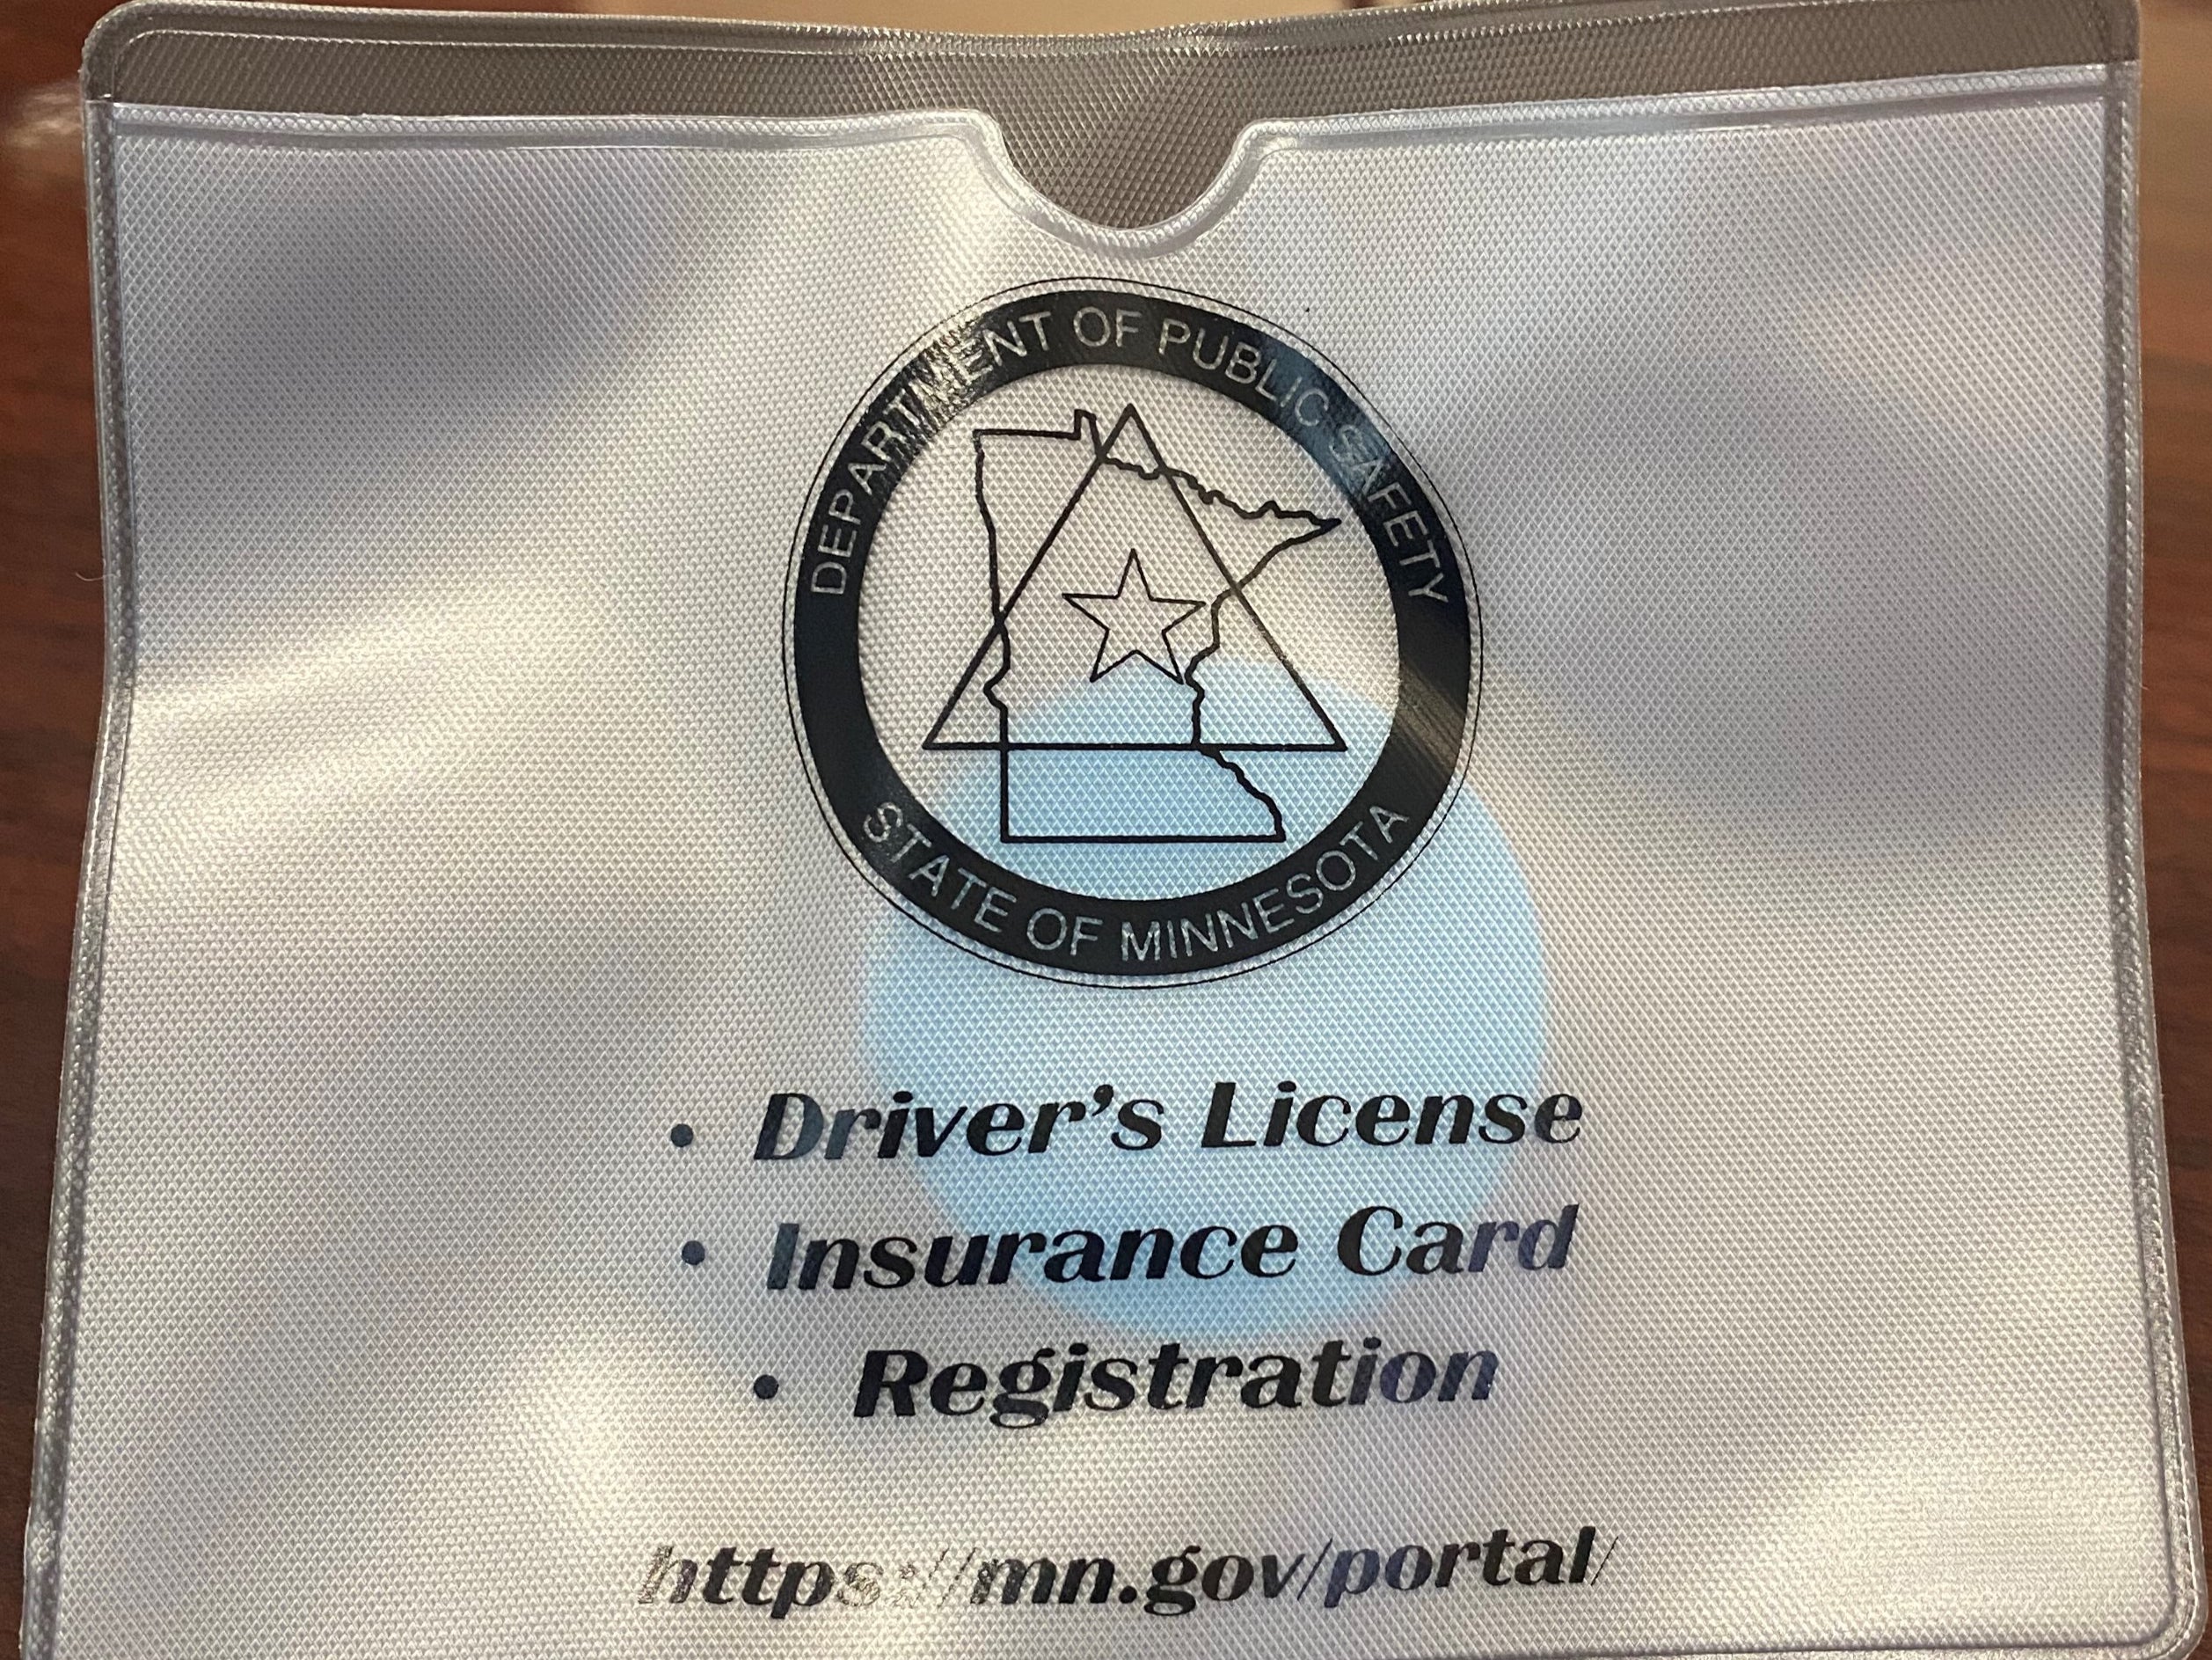 DEPARTMENT OF PUBLIC SAFETY
STATE OF MINNESOTA
• Driver's License
• Insurance Card
• Registration
https://mn.gov/portal/